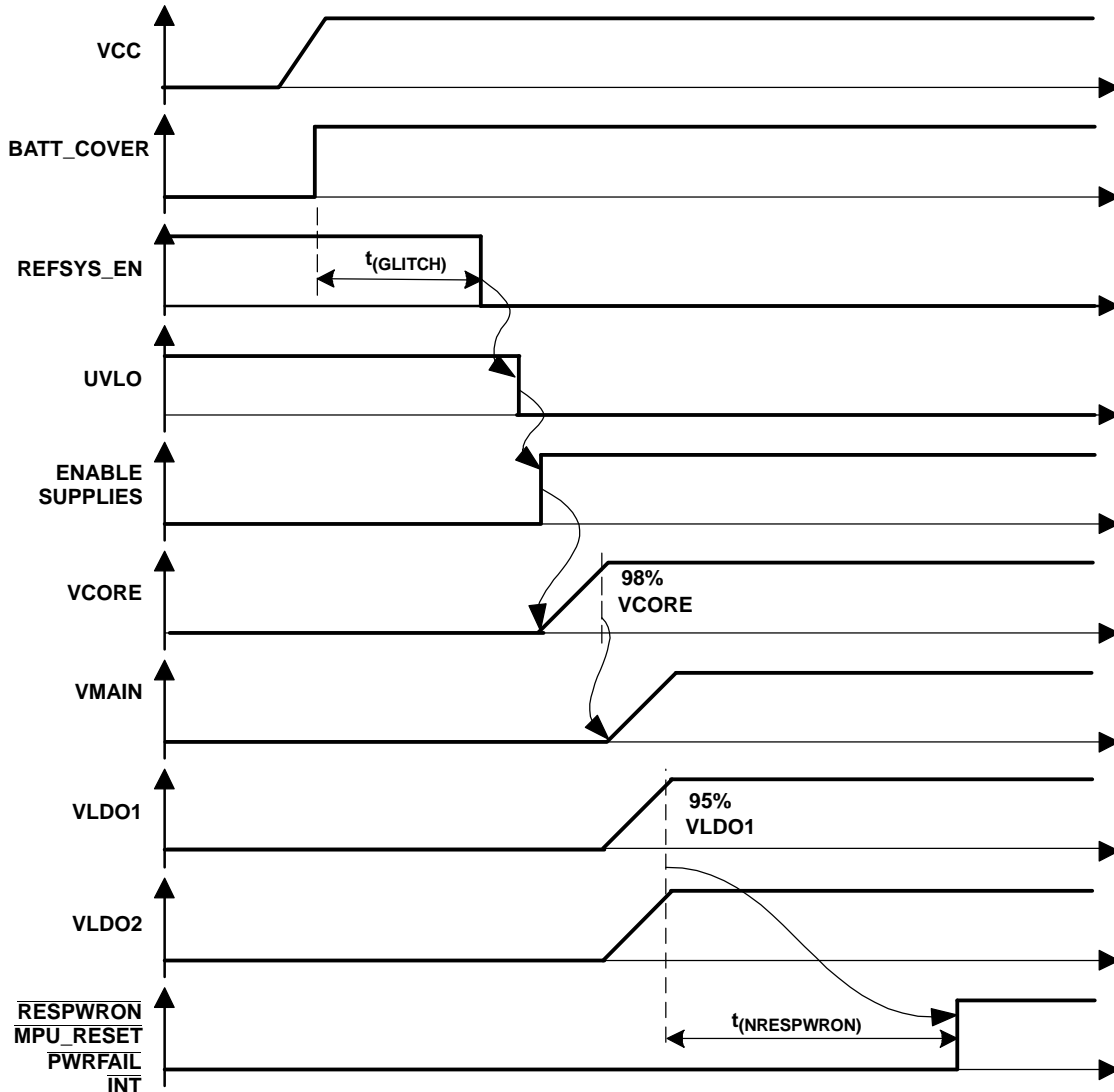 VCC
BATT_COVER
REFSYS_EN
t(GLITCH)
UVLO
ENABLE
SUPPLIES
VCORE
98%
VCORE
VMAIN
VLDO1
95%
VLDO1
VLDO2
RESPWRON
MPU_RESET
PWRFAIL
INT
t(NRESPWRON)